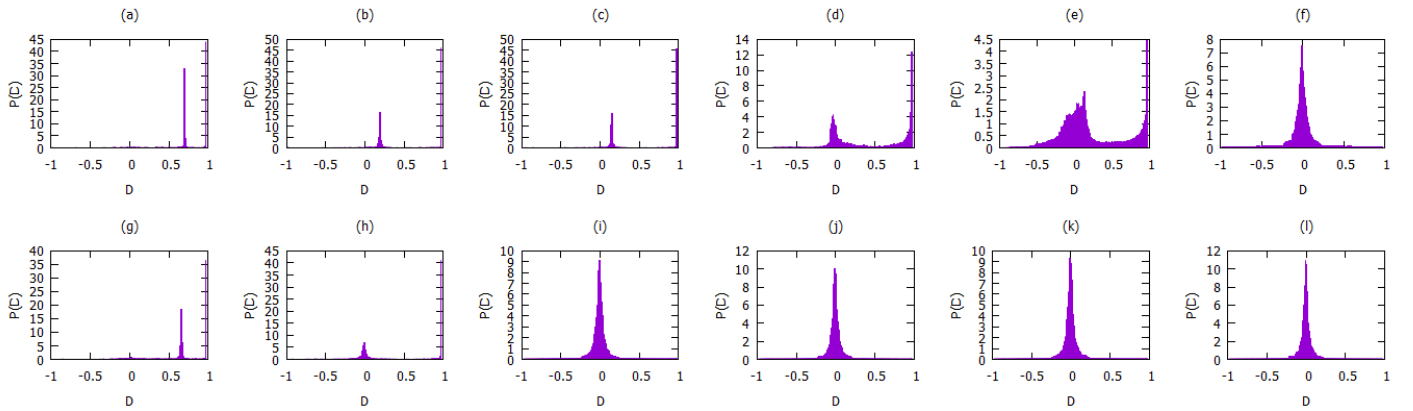 (a) (b) (c) (d) (e) (f)
45 40 35 30 25 20 15 10 5 0
P(C)
-1 -0.5 0 0.5 1
D
50 45 40 35 30 25 20 15 10 5 0
P(C)
-1 -0.5 0 0.5 1
D
50 45 40 35 30 25 20 15 10 5 0
P(C)
-1 -0.5 0 0.5 1
D
14 12 10 8 6 4 2 0
P(C)
-1 -0.5 0 0.5 1
D
4.5 4 3.5 3 2.5 2 1.5 1 0.5 0
P(C)
-1 -0.5 0 0.5 1
D
8 7 6 5 4 3 2 1 0
P(C)
-1 -0.5 0 0.5 1
D
(g) (h) (i) (j) (k) (l)
40 35 30 25 20 15 10 5 0
P(C)
-1 -0.5 0 0.5 1
D
45 40 35 30 25 20 15 10 5 0
P(C)
-1 -0.5 0 0.5 1
D
10 9 8 7 6 5 4 3 2 1 0
P(C)
-1 -0.5 0 0.5 1
D
12 10 8 6 4 2 0
P(C)
-1 -0.5 0 0.5 1
D
10 9 8 7 6 5 4 3 2 1 0
P(C)
-1 -0.5 0 0.5 1
D
12 10 8 6 4 2 0
P(C)
-1 -0.5 0 0.5 1
D